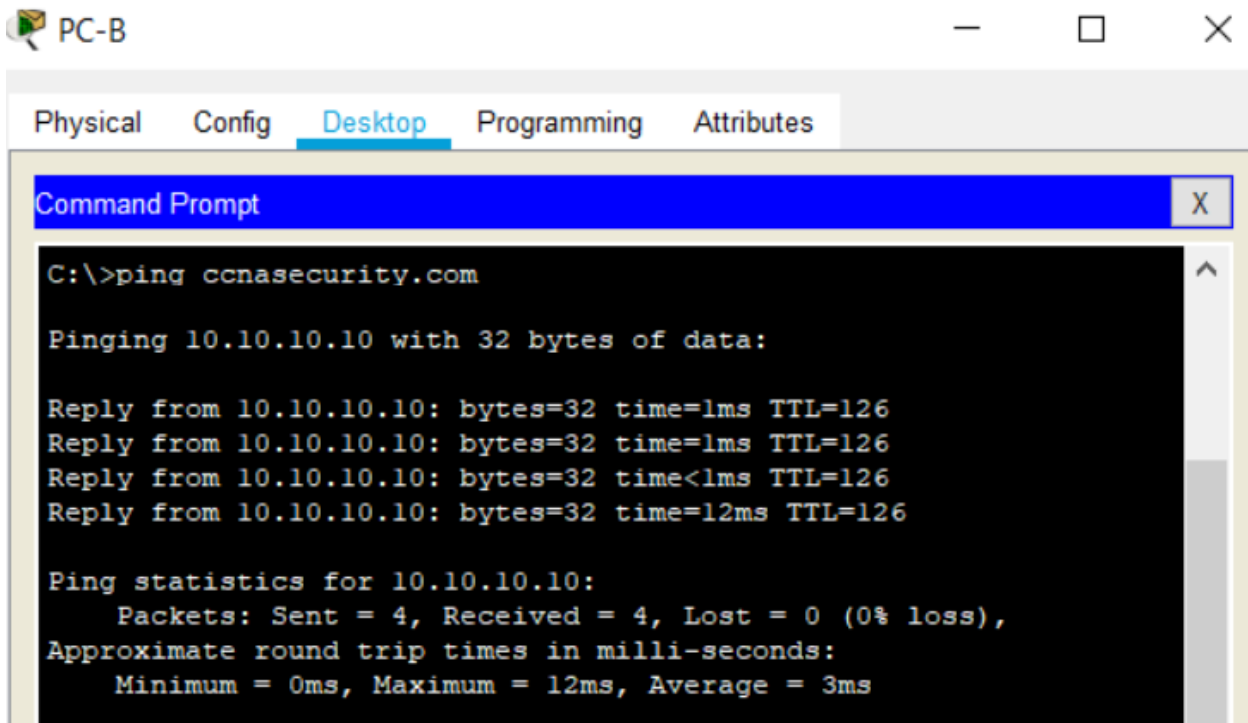 PC-B
Physical Config Desktop Programming Attributes
Command Prompt X
C:\>ping ccnasecurity.com
Pinging 10.10.10.10 with 32 bytes of data:
Reply from 10.10.10.10: bytes=32 time=1ms TTL=126
Reply from 10.10.10.10: bytes=32 time=1ms TTL=126
Reply from 10.10.10.10: bytes=32 time<1ms TTL=126
Reply from 10.10.10.10: bytes=32 time=12ms TTL=126
Ping statistics for 10.10.10.10:
Packets: Sent = 4, Received = 4, Lost = 0 (0% loss),
Approximate round trip times in milli-seconds:
Minimum = 0ms, Maximum = 12ms, Average = 3ms